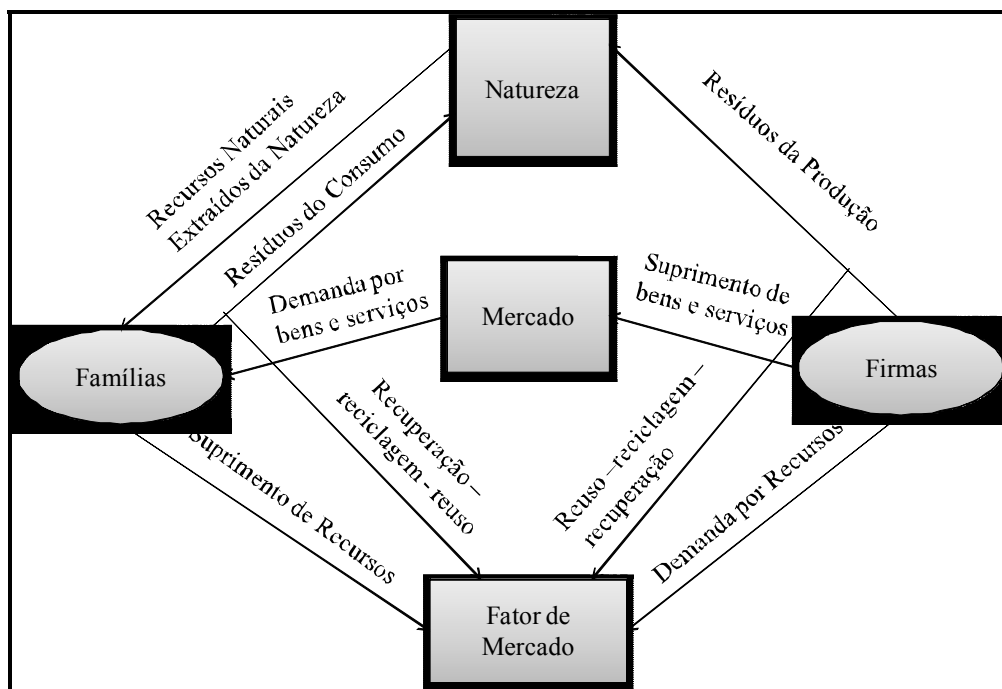 Natureza
Recursos Naturais
Extraídos da Natureza
Resíduos do Consumo
Resíduos da Produção
Demanda por
bens e serviços
Mercado
Suprimento de
bens e serviços
Famílias
Firmas
Recuperação –
reciclagem - reuso
Reuso –reciclagem –
recuperação
Suprimento de Recursos
Demanda por Recursos
Fator de
Mercado